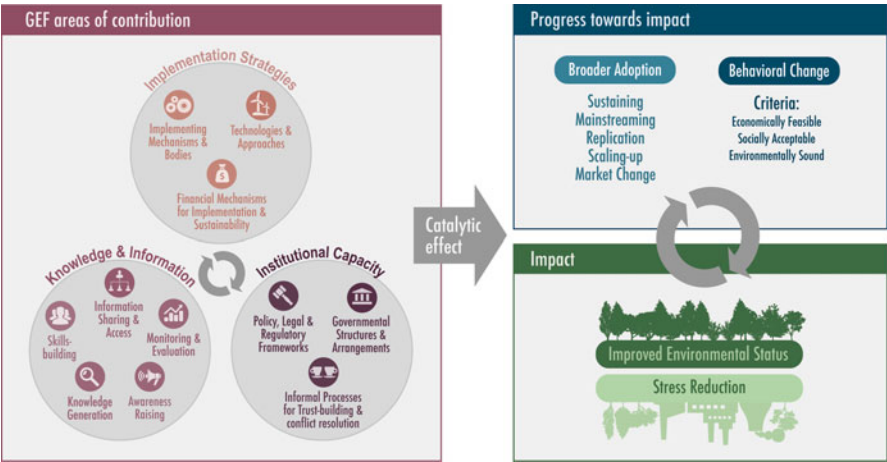 GEF areas of contribution
Implementation Strategies
Implementing
Mechanisms &
Bodies
Technologies &
Approaches
Financial Mechanisms
for Implementation &
Sustainability
Knowledge & Information
Information
Sharing &
Access
Skills-
building
Monitoring &
Evaluation
Knowledge
Generation
Awareness
Raising
Institutional Capacity
Policy, Legal &
Regulatory
Frameworks
Governmental
Structures &
Arrangements
Informal Processes
for Trust-building &
conflict resolution
Catalytic
effect
Progress towards impact
Broader Adoption
Sustaining
Mainstreaming
Replication
Scaling-up
Market Change
Behavioral Change
Criteria:
Economically Feasible
Socially Acceptable
Environmentally Sound
Impact
Improved Environmental Status
Stress Reduction